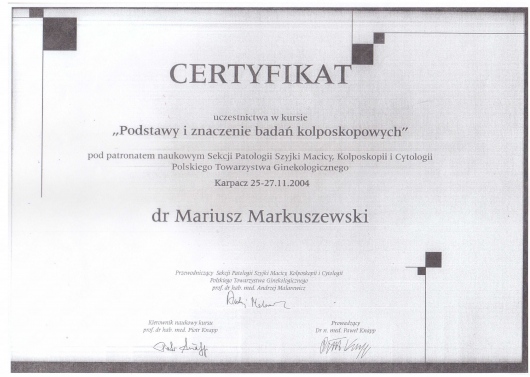 CERTYFIKAT
uczestnictwa w kursie
„Podstawy i znaczenie badań kolposkopowych”
pod patronatem naukowym Sekcji Patologii Szyjki Macicy, Kolposkopii i Cytologii
Polskiego Towarzystwa Ginekologicznego
Karpacz 25-27.11.2004
dr Mariusz Markuszewski
Przewodniczący Sekcji Patologii Szyjki Macicy Kolposkopii i Cytologii
Polskiego Towarzystwa Ginekologicznego
prof. dr hab. med. Andrzej Malarewicz
Kierownik naukowy kursu
prof. dr hab. med. Piotr Knapp
Prowadzący
Dr n. med. Paweł Knapp